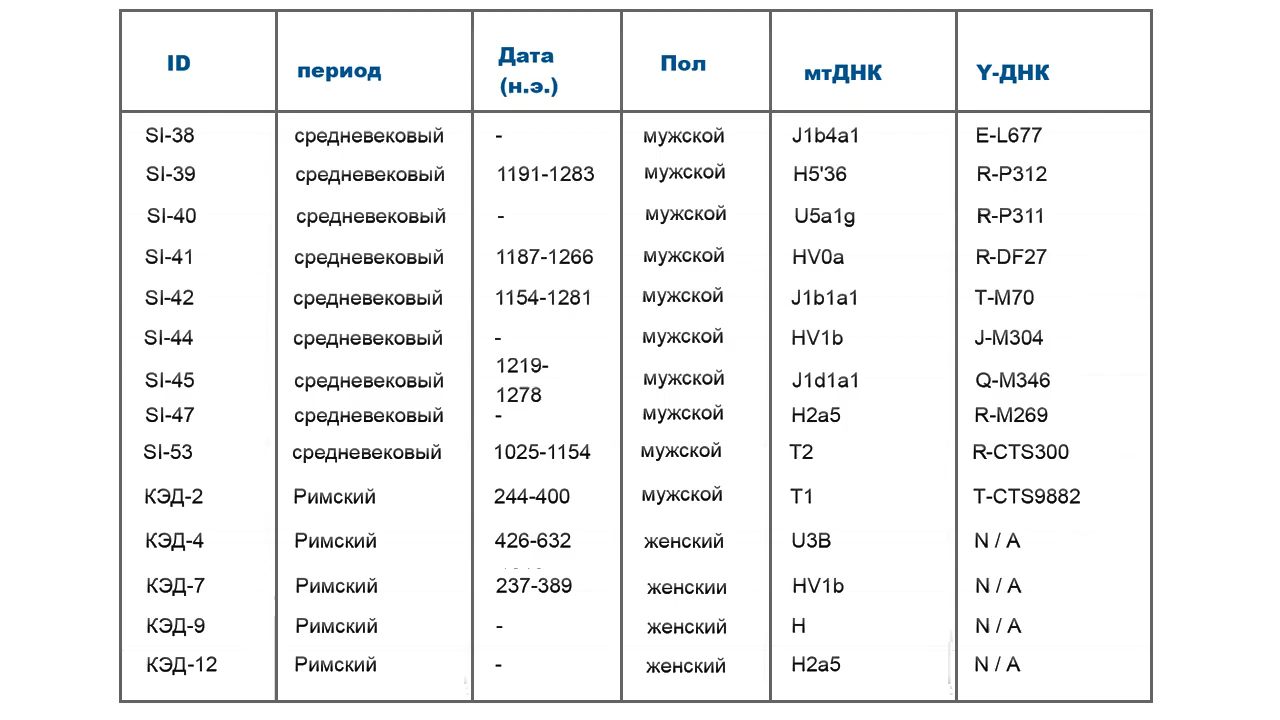 ID период Дата (н.э.) Пол мтДНК Y-ДНК
SI-38 средневековый - мужской J1b4a1 E-L677
SI-39 средневековый 1191-1283 мужской H5'36 R-P312
SI-40 средневековый - мужской U5a1g R-P311
SI-41 средневековый 1187-1266 мужской HV0a R-DF27
SI-42 средневековый 1154-1281 мужской J1b1a1 T-M70
SI-44 средневековый - мужской HV1b J-M304
SI-45 средневековый 1219-1278 мужской J1d1a1 Q-M346
SI-47 средневековый - мужской H2a5 R-M269
SI-53 средневековый 1025-1154 мужской T2 R-CTS300
КЭД-2 Римский 244-400 мужской T1 T-CTS9882
КЭД-4 Римский 426-632 женский U3B N / A
КЭД-7 Римский 237-389 женскии HV1b N / A
КЭД-9 Римский - женский H N / A
КЭД-12 Римский - женский H2a5 N / A